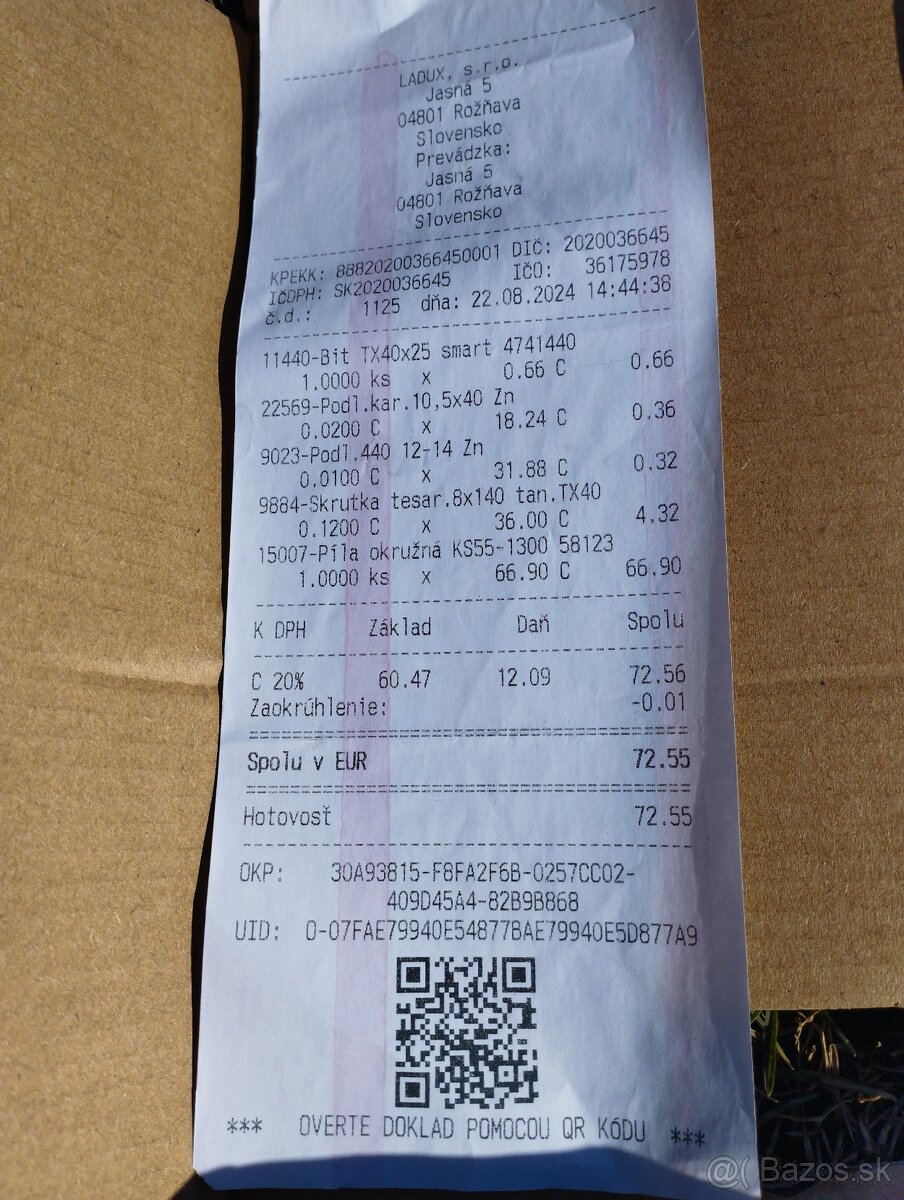 LADUX, s.r.o.
Jasná 5
04801 Rožňava
Slovensko
Prevádzka:
Jasná 5
04801 Rožňava
Slovensko
KPEKK: 88820200366450001 DIČ: 2020036645
IČDPH: SK2020036645 IČO: 36175978
č.d.: 1125 dňa: 22.08.2024 14:44:38
11440-Bit TX40x25 smart 4741440
1.0000 ks x 0.66 C 0.66
22569-Podl.kar.10,5x40 Zn
0.0200 C x 18.24 C 0.36
9023-Podl.440 12-14 Zn
0.0100 C x 31.88 C 0.32
9884-Skrutka tesar.8x140 tan.TX40
0.1200 C x 36.00 C 4.32
15007-Píla okružná KS55-1300 58123
1.0000 ks x 66.90 C 66.90
K DPH Základ Daň Spolu
C 20% 60.47 12.09 72.56
Zaokrúhlenie: -0.01
Spolu v EUR 72.55
Hotovosť 72.55
OKP: 30A93815-F8FA2F6B-0257CC02-
409D45A4-82B9B868
UID: O-07FAE79940E54877BAE79940E5D877A9
*** OVERTE DOKLAD POMOCOU QR KÓDU ***
@( Bazos.sk